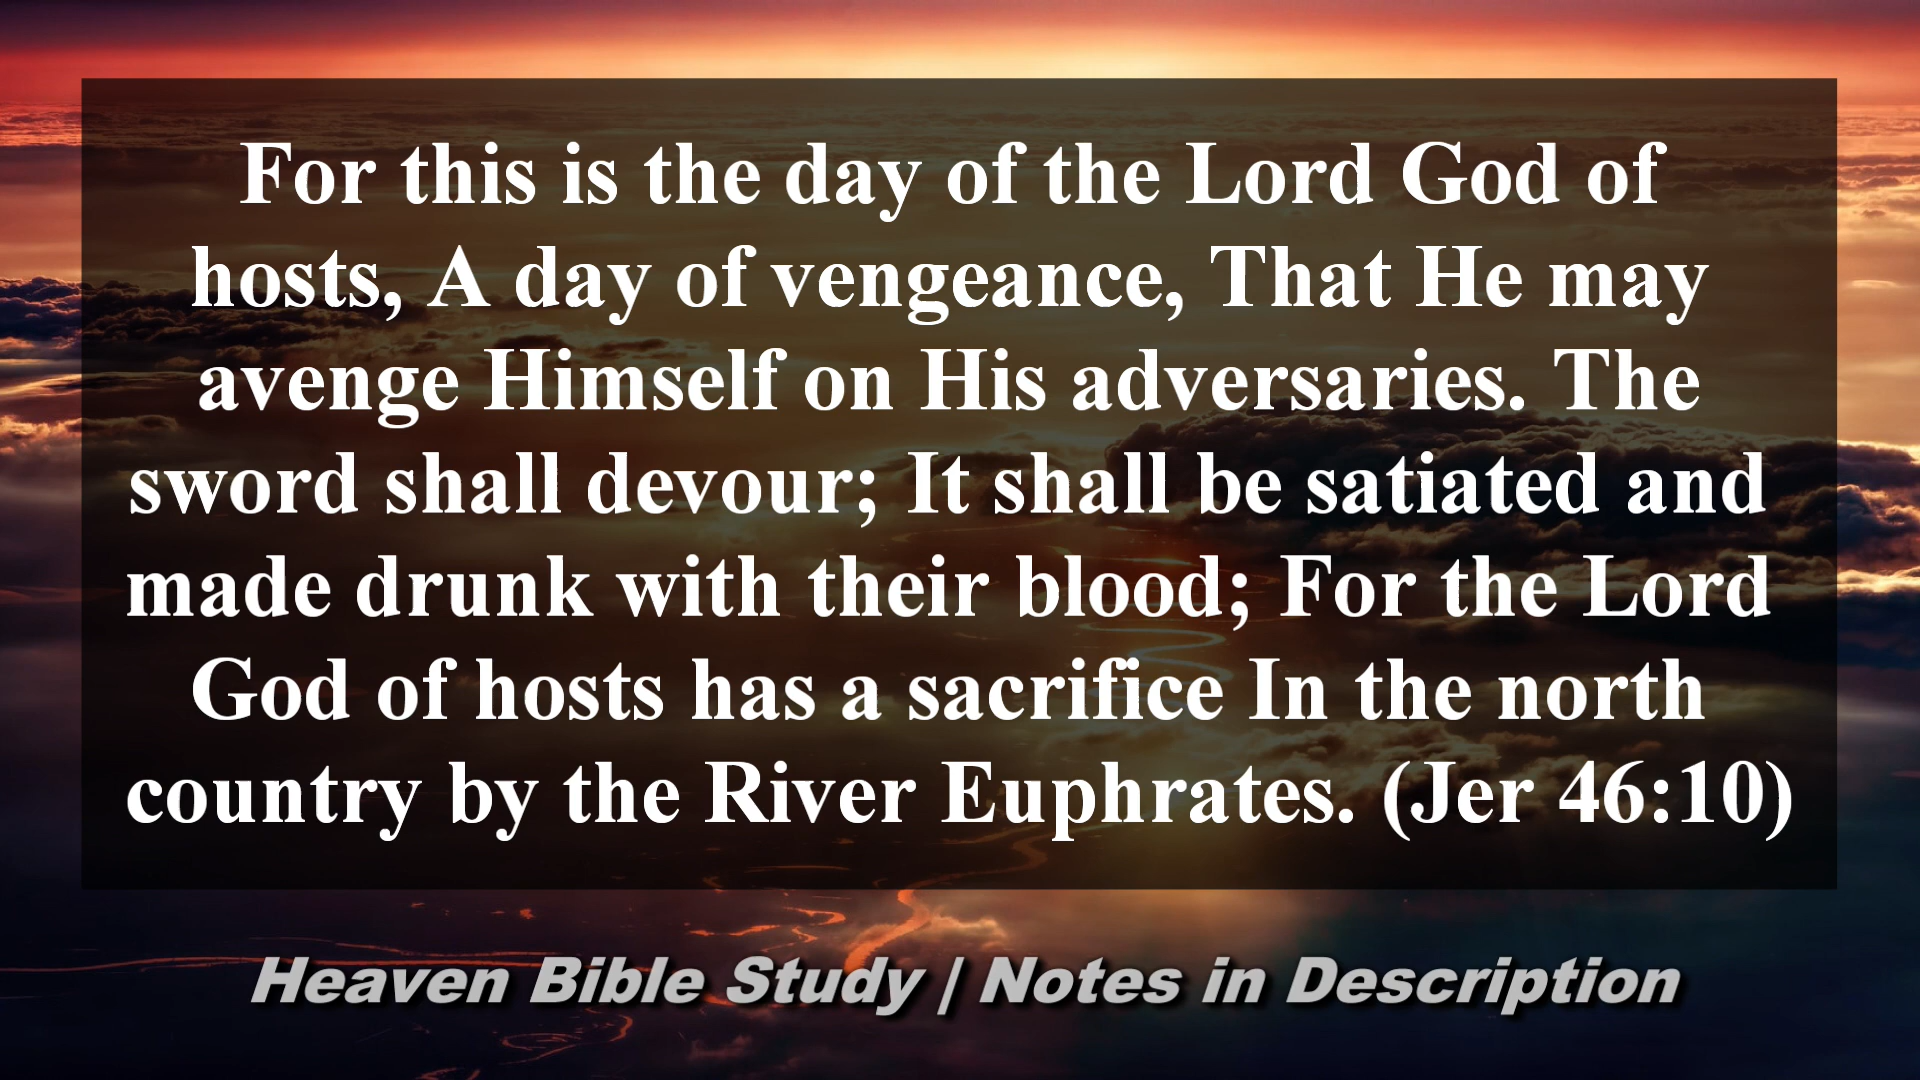 For this is the day of the Lord God of
hosts, A day of vengeance, That He may
avenge Himself on His adversaries. The
sword shall devour; It shall be satiated and
made drunk with their blood; For the Lord
God of hosts has a sacrifice In the north
country by the River Euphrates. (Jer 46:10)
Heaven Bible Study | Notes in Description